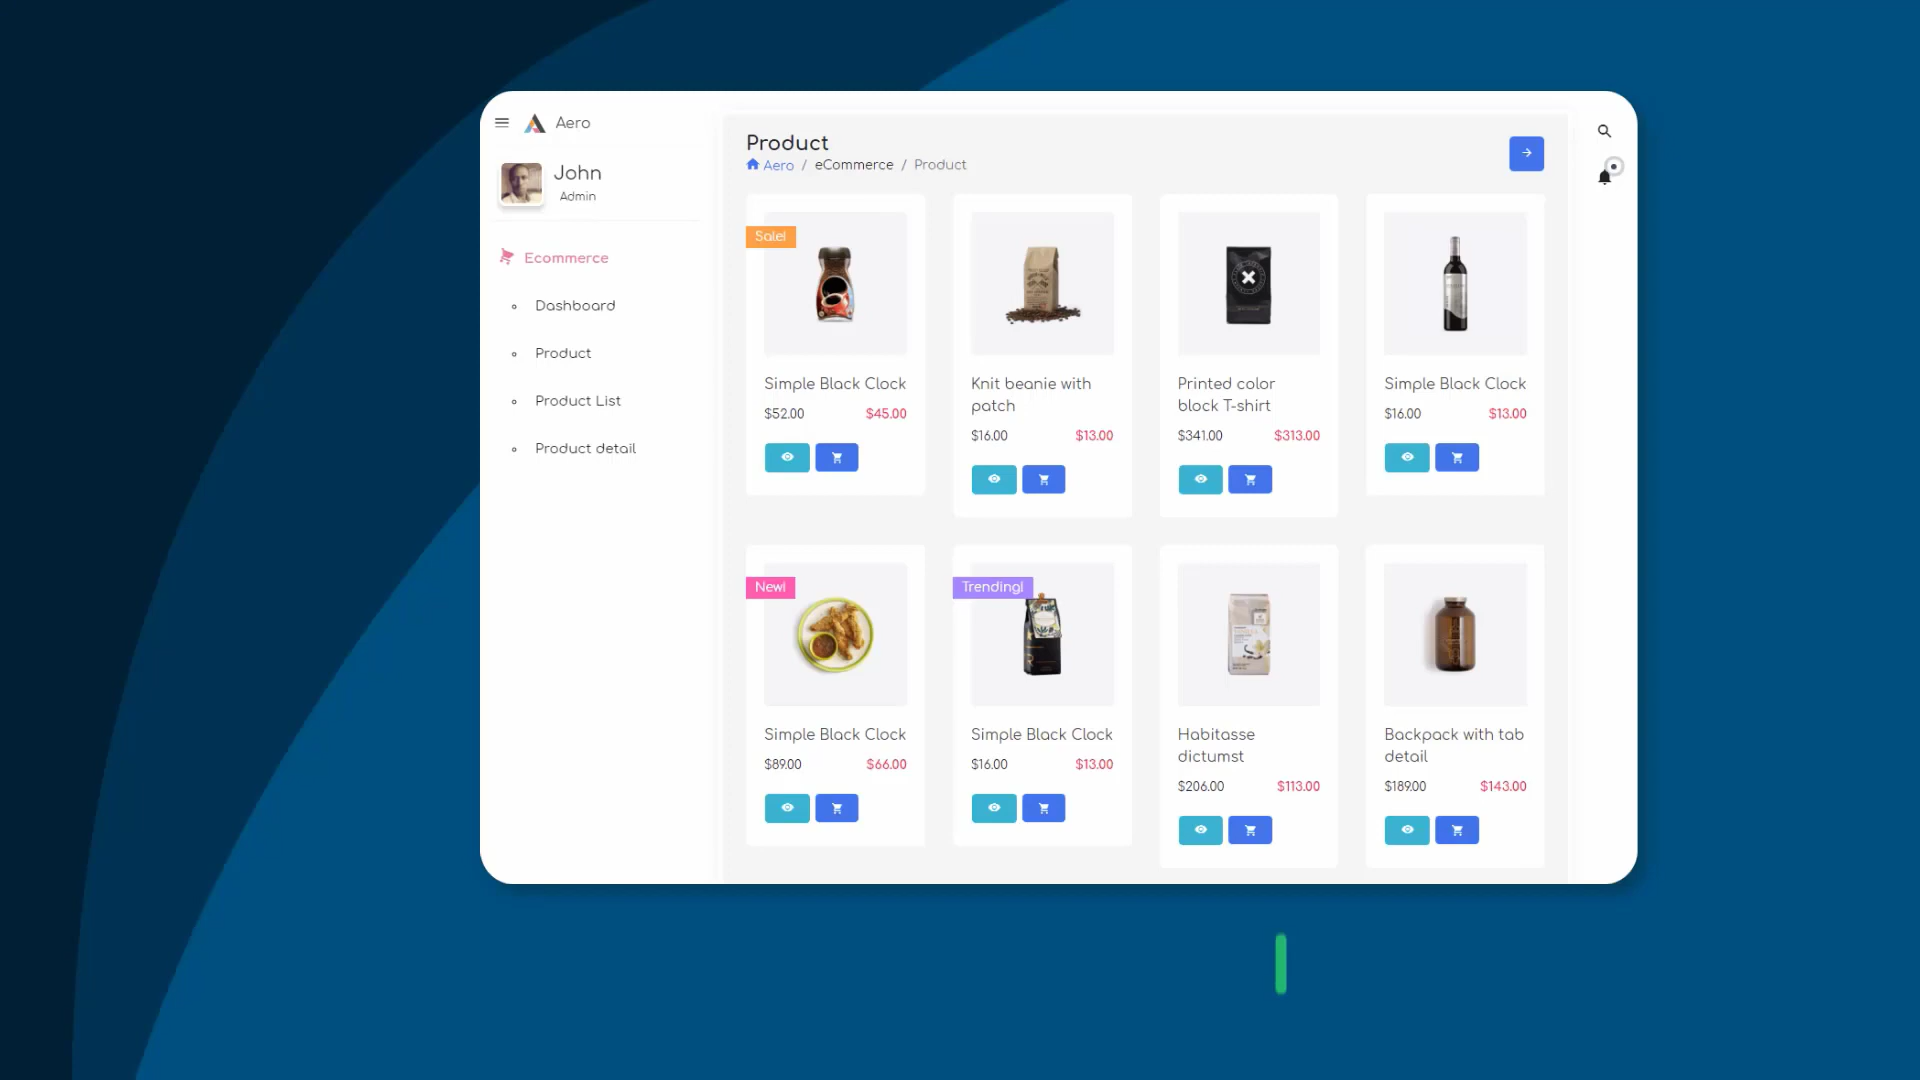 Aero
John
Admin
Ecommerce
Dashboard
Product
Product List
Product detail
Product
Aero / eCommerce / Product
Sale!
Simple Black Clock
$52.00 $45.00
Knit beanie with
patch
$16.00 $13.00
Printed color
block T-shirt
$341.00 $313.00
Simple Black Clock
$16.00 $13.00
New!
Simple Black Clock
$89.00 $66.00
Trending!
Simple Black Clock
$16.00 $13.00
Habitasse
dictumst
$206.00 $113.00
Backpack with tab
detail
$189.00 $143.00